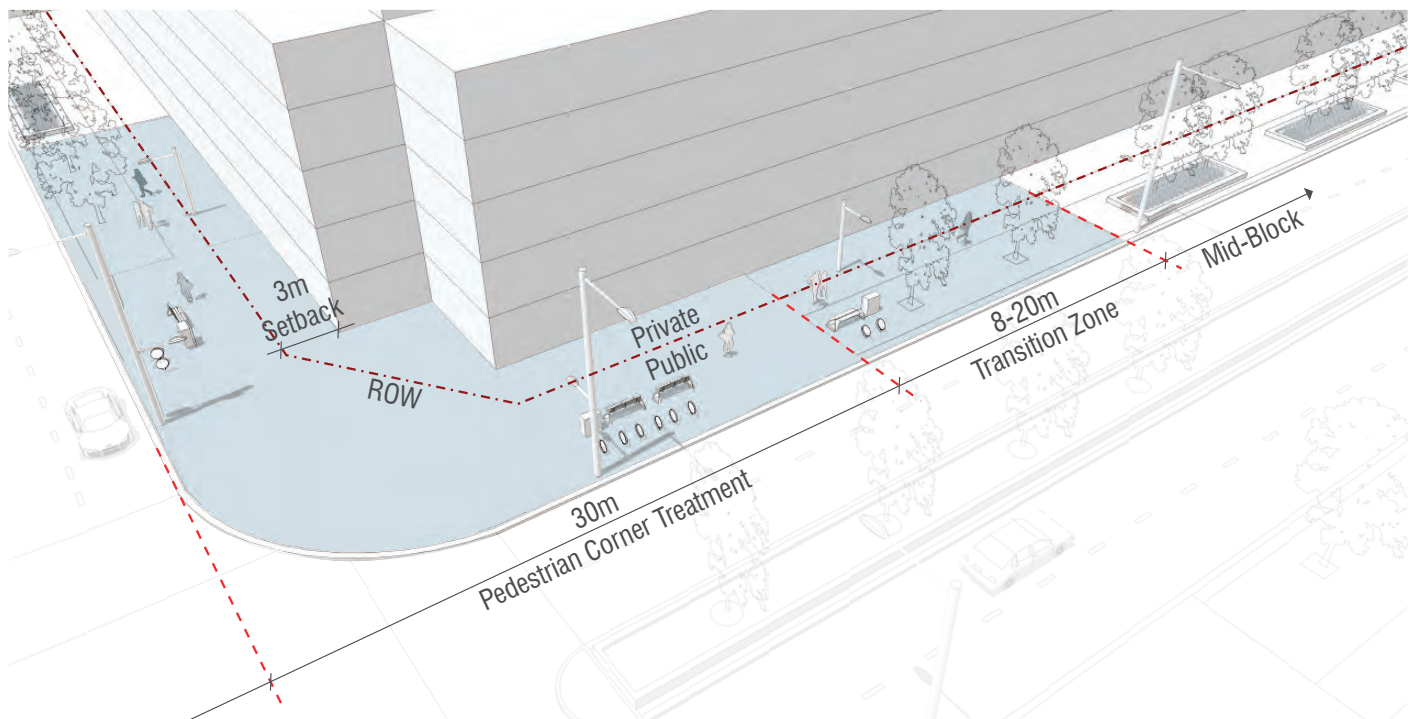 3m
Setback
ROW
Private
Public
30m
Pedestrian Corner Treatment
8-20m
Transition Zone
Mid-Block